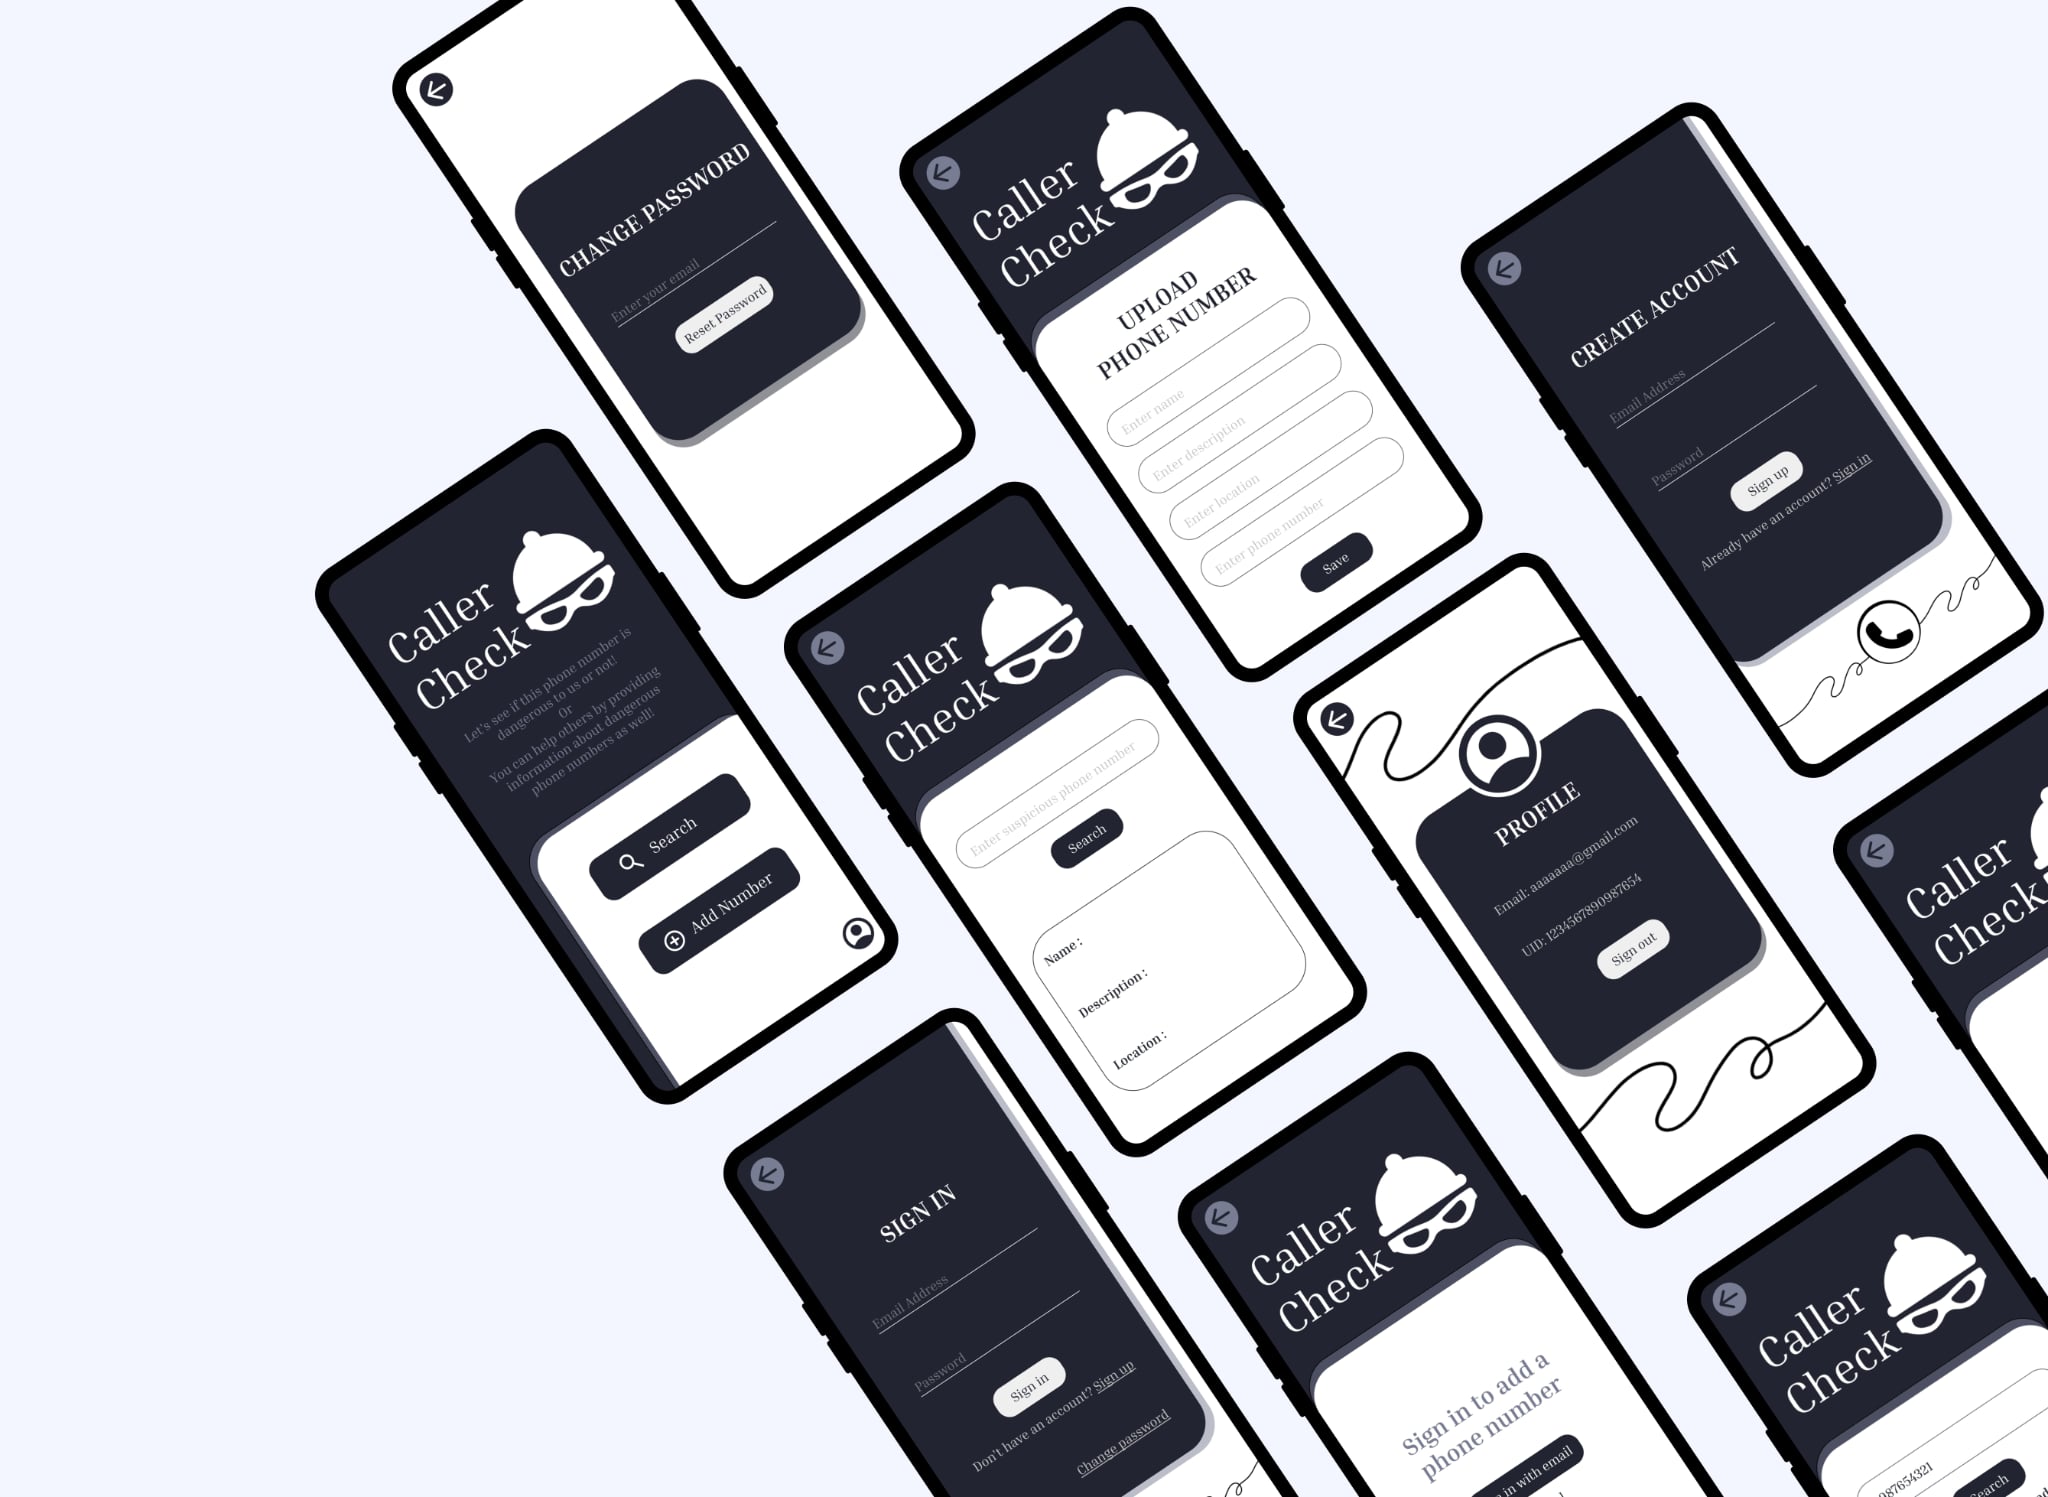 CHANGE PASSWORD
Enter your email
Reset Password
Caller
Check
UPLOAD
PHONE NUMBER
Enter name
Enter description
Enter location
Enter phone number
Save
CREATE ACCOUNT
Email Address
Password
Sign up
Already have an account? Sign in
Caller
Check
Let's see if this phone number is
dangerous to us or not!
Or
You can help others by providing
information about dangerous
phone numbers as well!
Search
Add Number
Caller
Check
Enter suspicious phone number
Search
Name :
Description :
Location :
PROFILE
Email: aaaaaaa@gmail.com
UID: 1234567890987654
Sign out
Caller
Check
SIGN IN
Email Address
Password
Sign in
Don't have an account? Sign up
Change password
Caller
Check
Sign in to add a
phone number
in with email
Caller
Check
987654321
Search